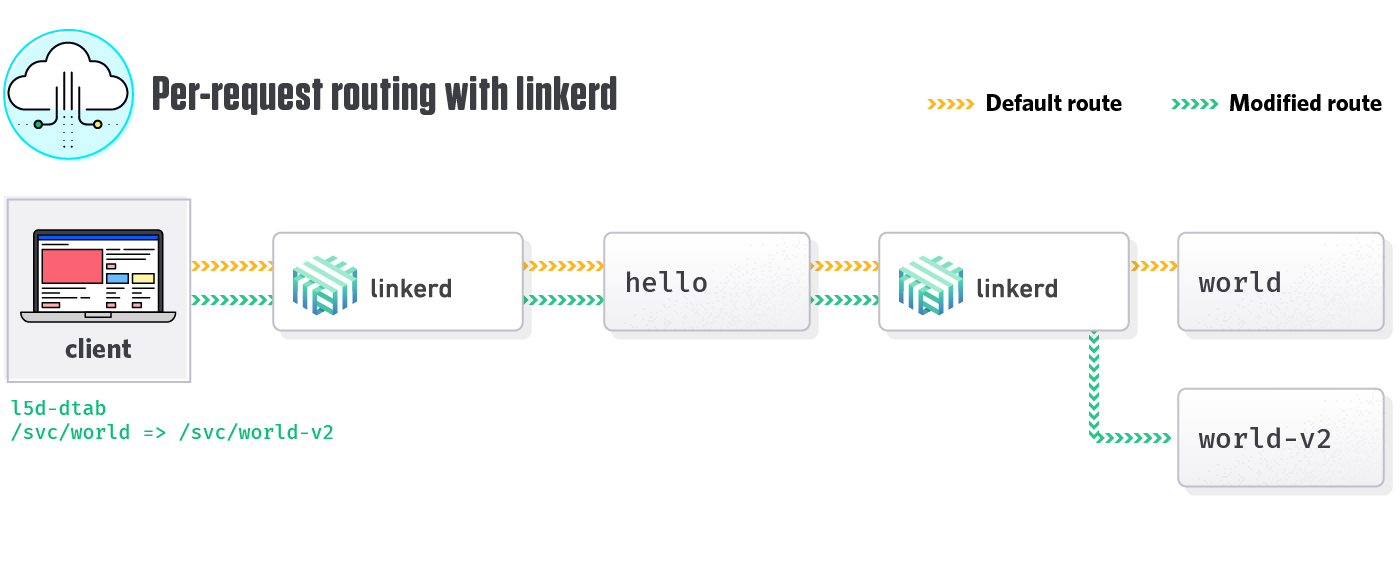 Per-request routing with linkerd
Default route
Modified route
client
linkerd
hello
linkerd
world
l5d-dtab
/svc/world => /svc/world-v2
world-v2